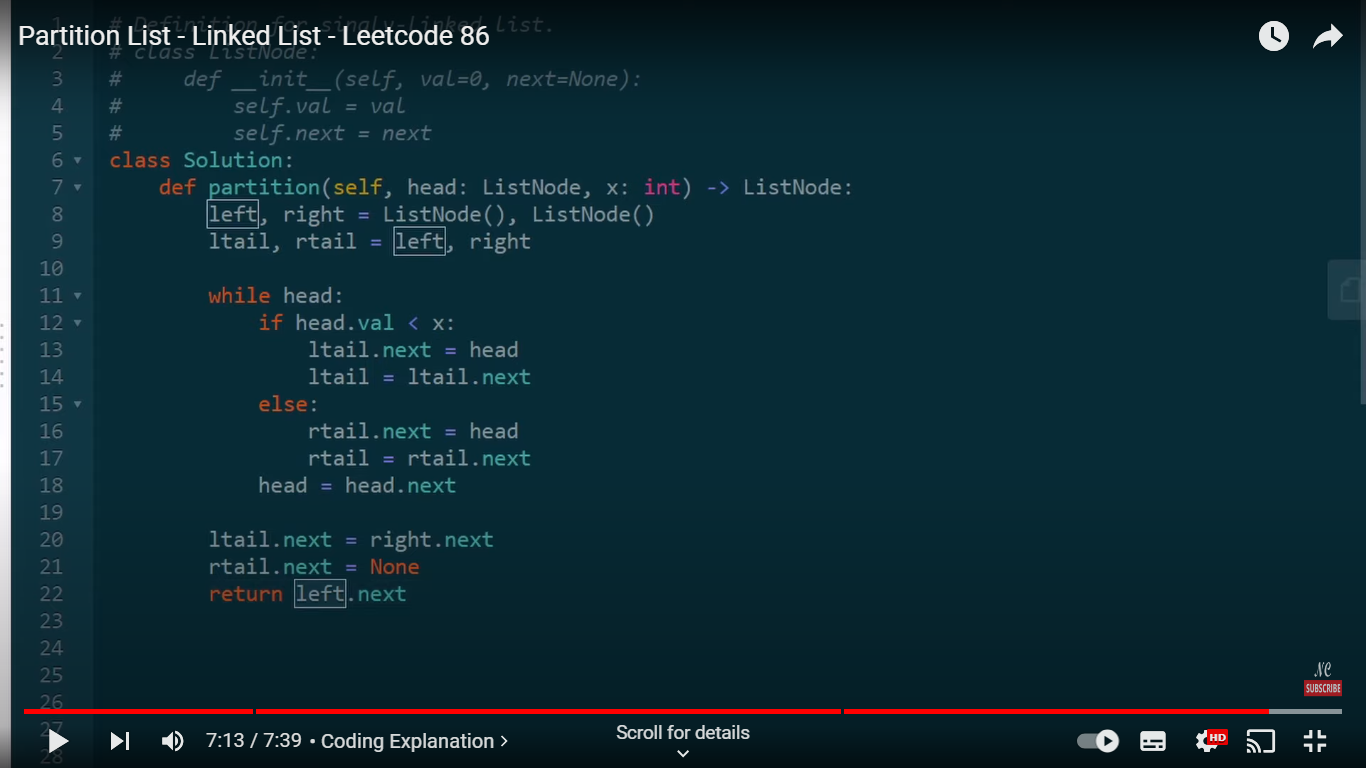 Partition List - Linked List - Leetcode 86
1 # Definition for singly-linked list.
2 # class ListNode:
3 #     def __init__(self, val=0, next=None):
4 #         self.val = val
5 #         self.next = next
6 class Solution:
7     def partition(self, head: ListNode, x: int) -> ListNode:
8         left, right = ListNode(), ListNode()
9         ltail, rtail = left, right
10
11         while head:
12             if head.val < x:
13                 ltail.next = head
14                 ltail = ltail.next
15             else:
16                 rtail.next = head
17                 rtail = rtail.next
18             head = head.next
19
20         ltail.next = right.next
21         rtail.next = None
22         return left.next
23
24
25
26
27
28
NC
SUBSCRIBE
7:13 / 7:39 • Coding Explanation >
Scroll for details
HD